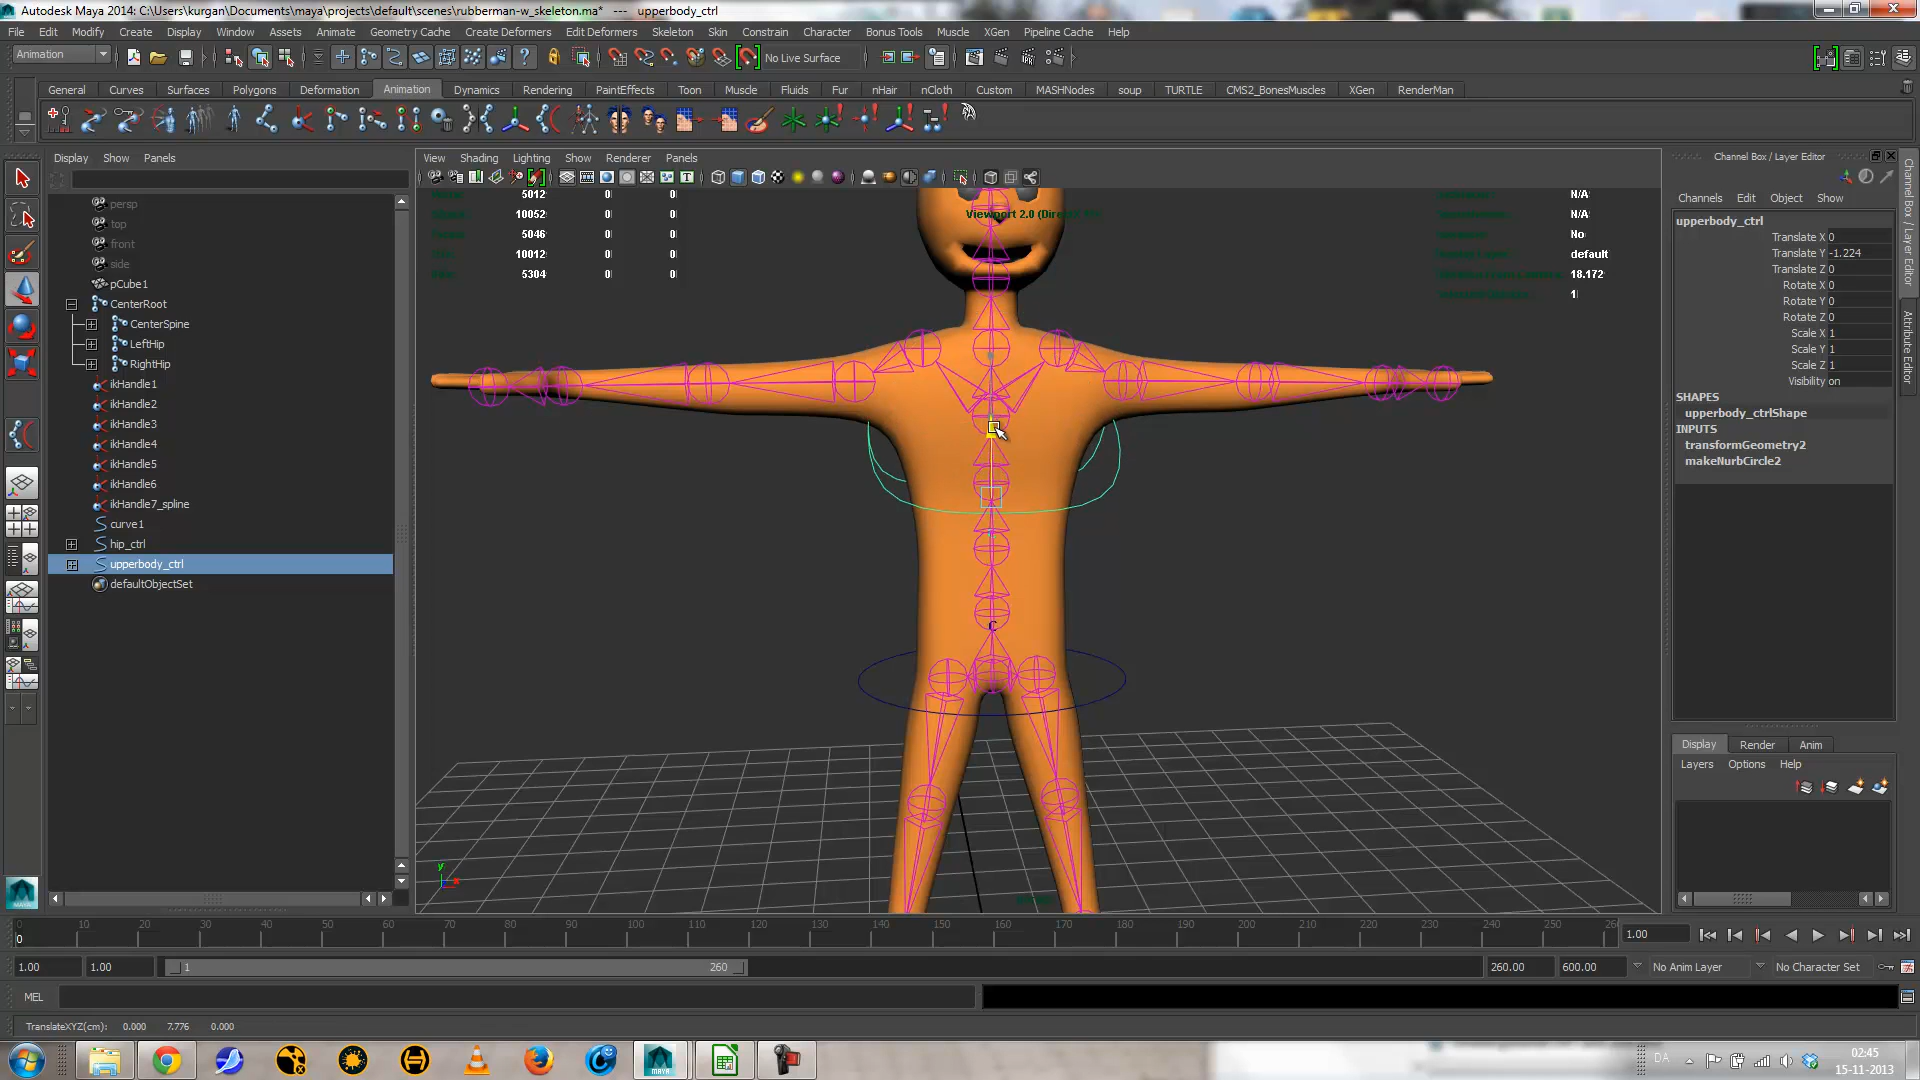 Autodesk Maya 2014: C:\Users\kurgan\Documents\maya\projects\default\scenes\rubberman-w_skeleton.ma* --- upperbody_ctrl
File Edit Modify Create Display Window Assets Animate Geometry Cache Create Deformers Edit Deformers Skeleton Skin Constrain Character Bonus Tools Muscle XGen Pipeline Cache Help
Animation No Live Surface
General Curves Surfaces Polygons Deformation Animation Dynamics Rendering PaintEffects Toon Muscle Fluids Fur nHair nCloth Custom MASHNodes soup TURTLE CMS2_BonesMuscles XGen RenderMan
Display Show Panels
View Shading Lighting Show Renderer Panels
persp
top
front
side
pCube1
CenterRoot
CenterSpine
LeftHip
RightHip
ikHandle1
ikHandle2
ikHandle3
ikHandle4
ikHandle5
ikHandle6
ikHandle7_spline
curve1
hip_ctrl
upperbody_ctrl
defaultObjectSet
5012 0 0
10052 0 0
5046 0 0
10012 0 0
5304 0 0
N/A
N/A
No
default
18.172
1
Channel Box / Layer Editor
Channels Edit Object Show
upperbody_ctrl
Translate X 0
Translate Y -1.224
Translate Z 0
Rotate X 0
Rotate Y 0
Rotate Z 0
Scale X 1
Scale Y 1
Scale Z 1
Visibility on
SHAPES
upperbody_ctrlShape
INPUTS
transformGeometry2
makeNurbCircle2
Channel Box / Layer Editor
Attribute Editor
Display Render Anim
Layers Options Help
0 10 20 30 40 50 60 70 80 90 100 110 120 130 140 150 160 170 180 190 200 210 220 230 240 250
0
1.00
1.00 1.00 1 260 260.00 600.00 No Anim Layer No Character Set
MEL
TranslateXYZ(cm): 0.000 7.776 0.000
DA
02:45
15-11-2013